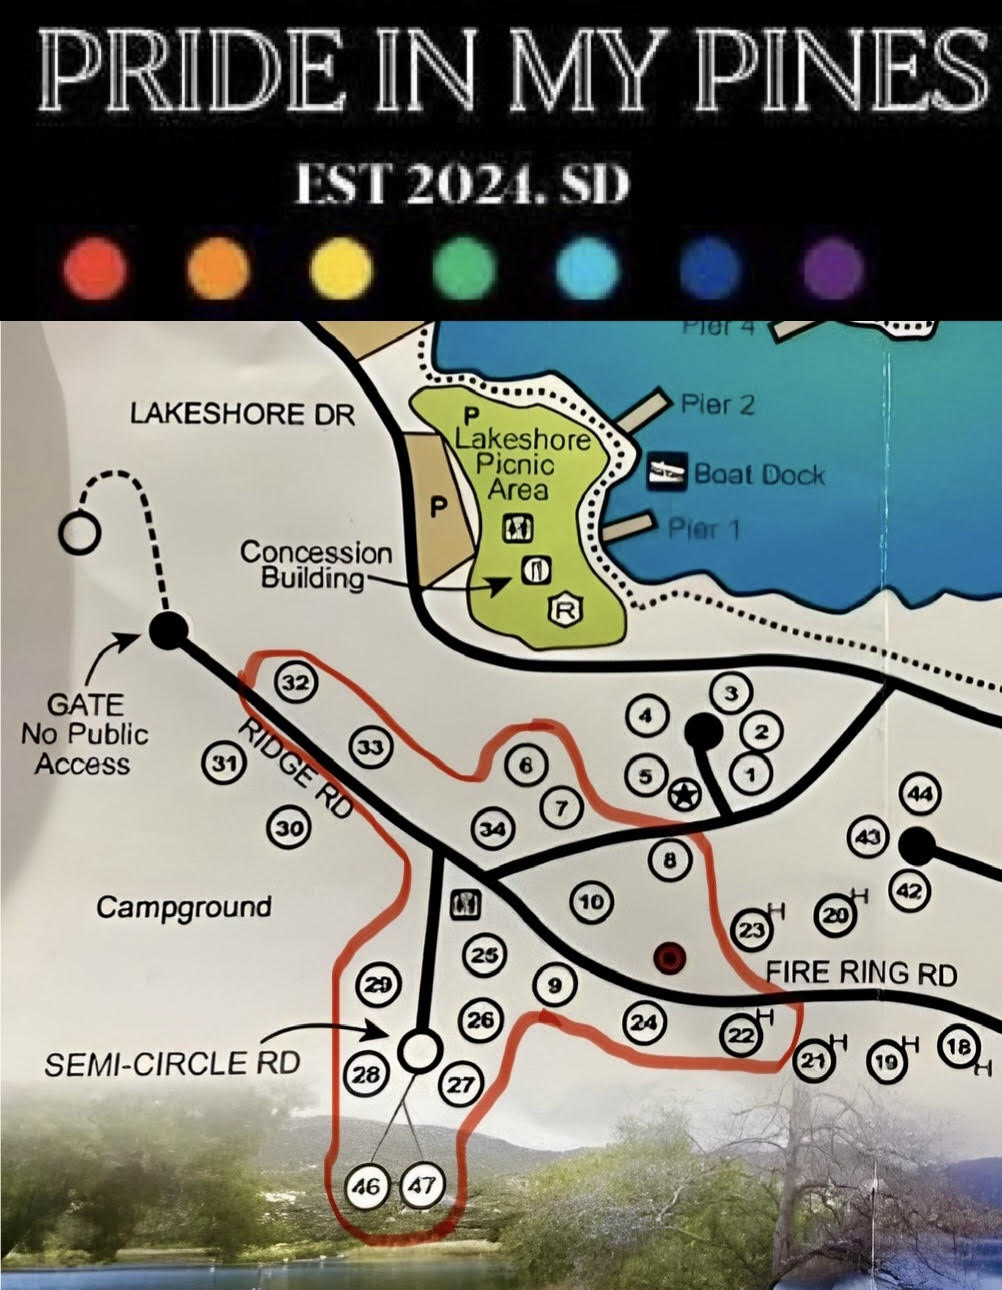 PRIDE IN MY PINES
EST 2024. SD
Pier 4
LAKESHORE DR
P
Lakeshore
Picnic
Area
Pier 2
Boat Dock
P
Pier 1
Concession
Building
R
GATE
No Public
Access
RIDGE RD
32
33
31
30
6
7
34
4
3
2
5
1
8
44
43
42
Campground
10
23 H
20 H
25
29
9
FIRE RING RD
26
24
22 H
21 H
19 H
18 H
SEMI-CIRCLE RD
28
27
46
47